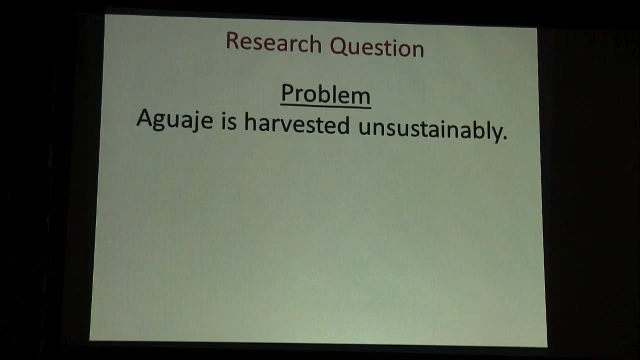 Research Question
Problem
Aguaje is harvested unsustainably.